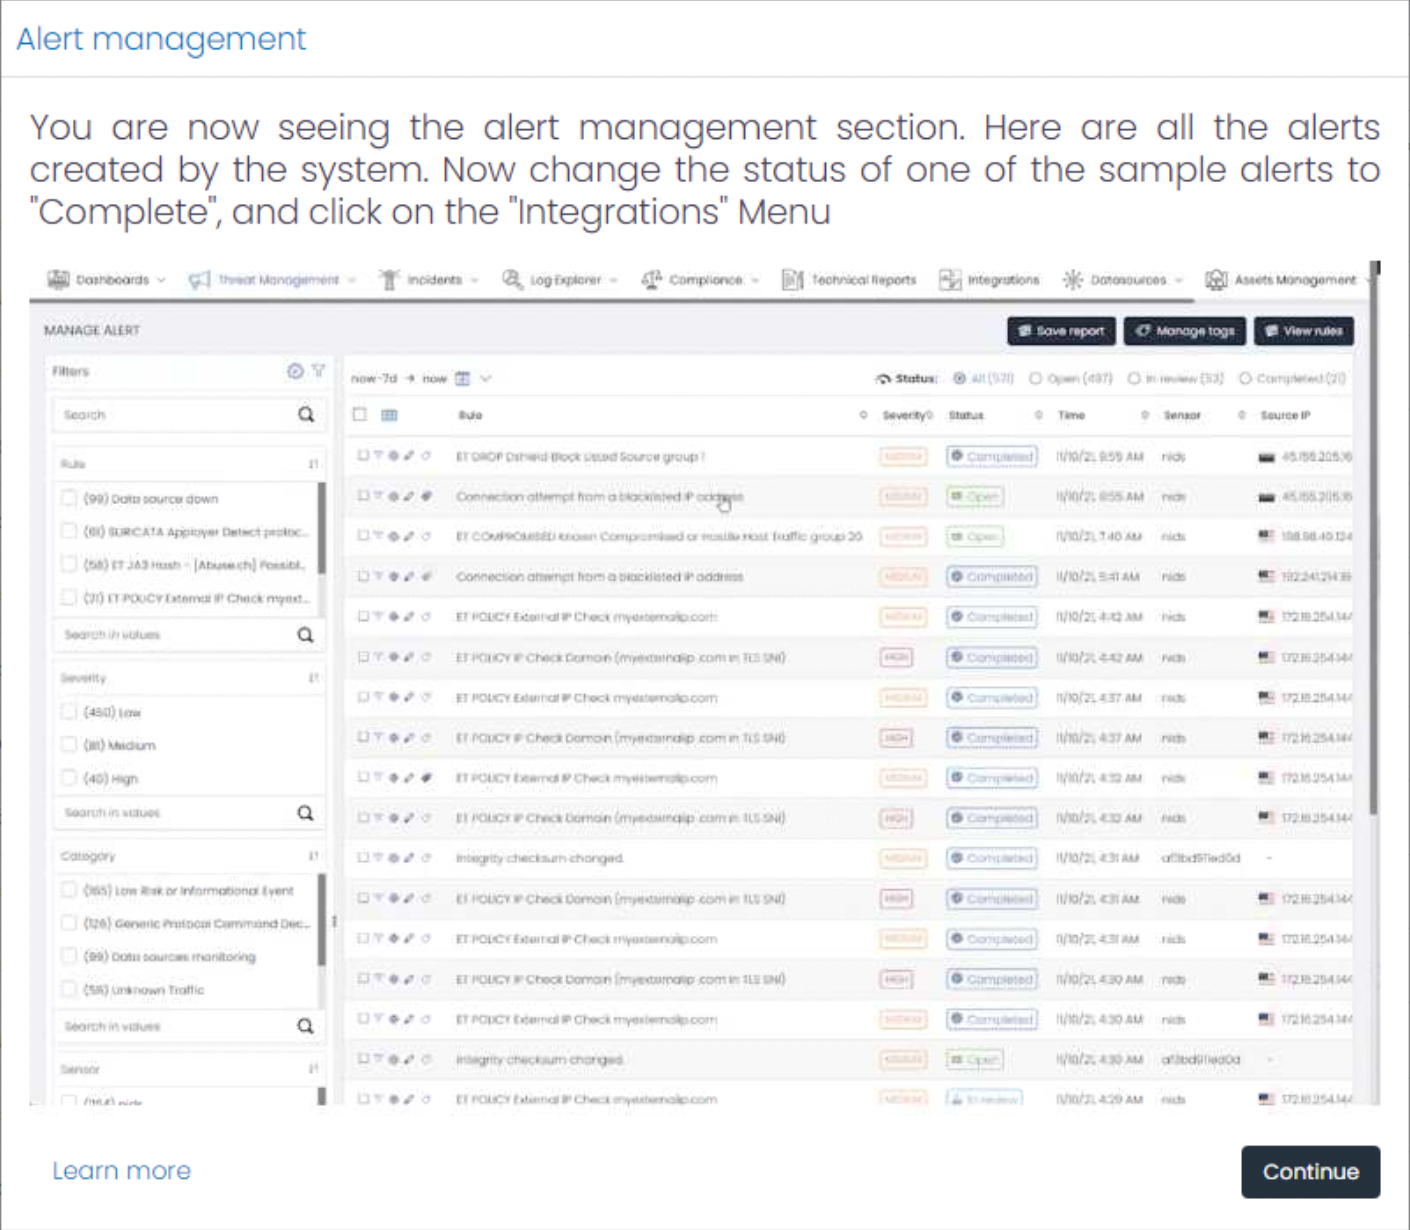 Alert management
You are now seeing the alert management section. Here are all the alerts
created by the system. Now change the status of one of the sample alerts to
"Complete", and click on the "Integrations" Menu
Dashboards Threat Management Incidents Log Explorer Compliance Technical Reports Integrations Datasources Assets Management
MANAGE ALERT Save report Manage tags View rules
Filters
Search
Rule
(99) Data source down
(61) SURICATA Applayer Detect protoc...
(58) ET JA3 Hash - [Abuse.ch] Possibl...
(21) ET POLICY External IP Check myext...
Search in values
Severity
(450) Low
(81) Medium
(40) High
Search in values
Category
(165) Low Risk or Informational Event
(126) Generic Protocol Command Dec...
(99) Data sources monitoring
(58) Unknown Traffic
Search in values
Sensor
nids
now-7d → now Status: All (571) Open (497) In review (53) Completed (21)
Rule Severity Status Time Sensor Source IP
ET DROP Dshield Block Listed Source group 1 MEDIUM Completed 11/10/21, 9:55 AM nids 45.155.205.16
Connection attempt from a blacklisted IP address MEDIUM Open 11/10/21, 9:55 AM nids 45.155.205.16
ET COMPROMISED Known Compromised or Hostile Host Traffic group 26 MEDIUM Open 11/10/21, 7:40 AM nids 198.98.49.124
Connection attempt from a blacklisted IP address MEDIUM Completed 11/10/21, 5:41 AM nids
ET POLICY External IP Check myexternalip.com MEDIUM Completed 11/10/21, 4:42 AM nids 172.16.254.144
ET POLICY IP Check Domain (myexternalip .com in TLS SNI) HIGH Completed 11/10/21, 4:42 AM nids 172.16.254.144
ET POLICY External IP Check myexternalip.com MEDIUM Completed 11/10/21, 4:37 AM nids 172.16.254.144
ET POLICY IP Check Domain (myexternalip .com in TLS SNI) HIGH Completed 11/10/21, 4:37 AM nids 172.16.254.144
ET POLICY External IP Check myexternalip.com MEDIUM Completed 11/10/21, 4:32 AM nids 172.16.254.144
ET POLICY IP Check Domain (myexternalip .com in TLS SNI) HIGH Completed 11/10/21, 4:32 AM nids 172.16.254.144
Integrity checksum changed. MEDIUM Completed 11/10/21, 4:31 AM -
ET POLICY IP Check Domain (myexternalip .com in TLS SNI) HIGH Completed 11/10/21, 4:31 AM nids 172.16.254.144
ET POLICY External IP Check myexternalip.com MEDIUM Completed 11/10/21, 4:31 AM nids 172.16.254.144
ET POLICY IP Check Domain (myexternalip .com in TLS SNI) HIGH Completed 11/10/21, 4:30 AM nids 172.16.254.144
ET POLICY External IP Check myexternalip.com MEDIUM Completed 11/10/21, 4:30 AM nids 172.16.254.144
Integrity checksum changed. MEDIUM Open 11/10/21, 4:30 AM -
ET POLICY External IP Check myexternalip.com MEDIUM In review 11/10/21, 4:29 AM nids 172.16.254.144
Learn more Continue